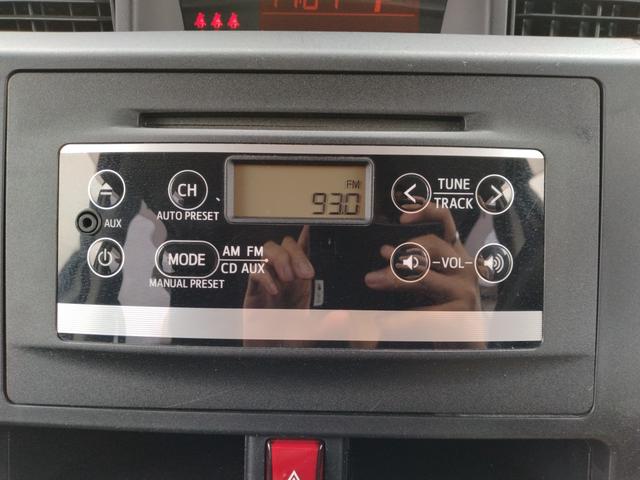 CH
AUTO PRESET
AUX
FM
93.0
TUNE
TRACK
MODE
AM FM
CD AUX
MANUAL PRESET
-VOL-